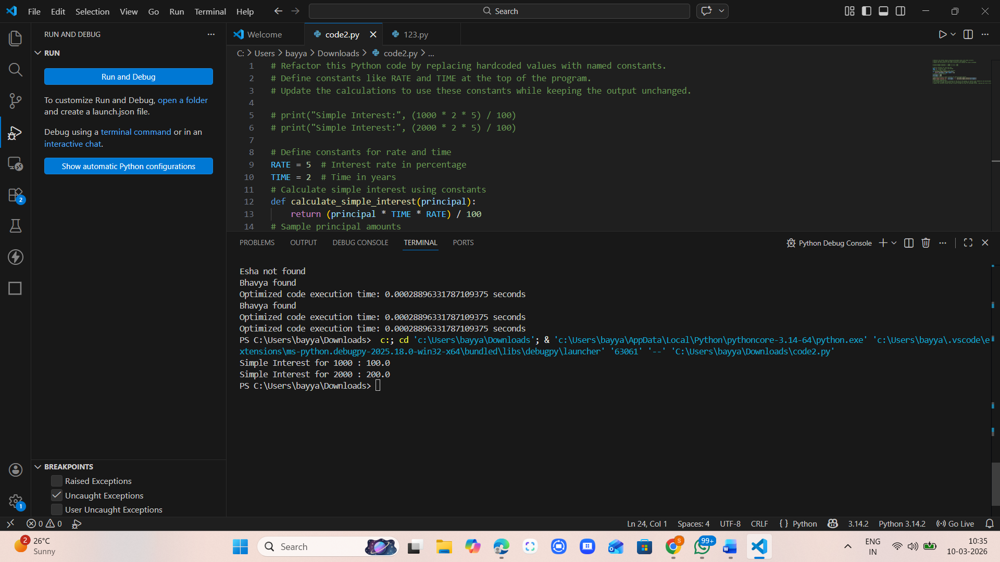 File Edit Selection View Go Run Terminal Help
Search
RUN AND DEBUG
RUN
Run and Debug
To customize Run and Debug, open a folder
and create a launch.json file.
Debug using a terminal command or in an
interactive chat.
Show automatic Python configurations
2
BREAKPOINTS
Raised Exceptions
Uncaught Exceptions
User Uncaught Exceptions
1
Welcome code2.py 123.py
C: > Users > bayya > Downloads > code2.py > ...
1 # Refactor this Python code by replacing hardcoded values with named constants.
2 # Define constants like RATE and TIME at the top of the program.
3 # Update the calculations to use these constants while keeping the output unchanged.
4
5 # print("Simple Interest:", (1000 * 2 * 5) / 100)
6 # print("Simple Interest:", (2000 * 2 * 5) / 100)
7
8 # Define constants for rate and time
9 RATE = 5  # Interest rate in percentage
10 TIME = 2  # Time in years
11 # Calculate simple interest using constants
12 def calculate_simple_interest(principal):
13     return (principal * TIME * RATE) / 100
14 # Sample principal amounts
PROBLEMS OUTPUT DEBUG CONSOLE TERMINAL PORTS
Python Debug Console
Esha not found
Bhavya found
Optimized code execution time: 0.00028896331787109375 seconds
Bhavya found
Optimized code execution time: 0.00028896331787109375 seconds
Optimized code execution time: 0.00028896331787109375 seconds
PS C:\Users\bayya\Downloads>  c:; cd 'c:\Users\bayya\Downloads'; & 'c:\Users\bayya\AppData\Local\Python\pythoncore-3.14-64\python.exe' 'c:\Users\bayya\.vscode\e
xtensions\ms-python.debugpy-2025.18.0-win32-x64\bundled\libs\debugpy\launcher' '63061' '--' 'C:\Users\bayya\Downloads\code2.py'
Simple Interest for 1000 : 100.0
Simple Interest for 2000 : 200.0
PS C:\Users\bayya\Downloads>
0 0
Ln 24, Col 1 Spaces: 4 UTF-8 CRLF {} Python 3.14.2 Python 3.14.2 Go Live
2 26°C
Sunny
Search
S
99+
ENG
IN
10:35
10-03-2026